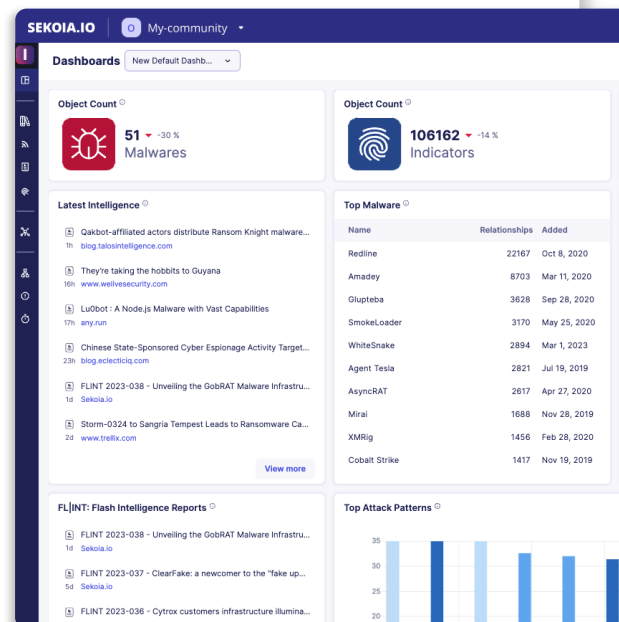 SEKOIA.IO
O My-community
Dashboards New Default Dashb...
Object Count
51 -30 %
Malwares
Object Count
106162 -14 %
Indicators
Latest Intelligence
Qakbot-affiliated actors distribute Ransom Knight malware...
1h blog.talosintelligence.com
They're taking the hobbits to Guyana
16h www.welivesecurity.com
Lu0bot : A Node.js Malware with Vast Capabilities
17h any.run
Chinese State-Sponsored Cyber Espionage Activity Target...
23h blog.eclecticiq.com
FLINT 2023-038 - Unveiling the GobRAT Malware Infrastru...
1d Sekoia.io
Storm-0324 to Sangria Tempest Leads to Ransomware Ca...
2d www.trellix.com
View more
Top Malware
Name Relationships Added
Redline 22167 Oct 8, 2020
Amadey 8703 Mar 11, 2020
Glupteba 3628 Sep 28, 2020
SmokeLoader 3170 May 25, 2020
WhiteSnake 2894 Mar 1, 2023
Agent Tesla 2821 Jul 19, 2019
AsyncRAT 2617 Apr 27, 2020
Mirai 1688 Nov 28, 2019
XMRig 1456 Feb 28, 2020
Cobalt Strike 1417 Nov 19, 2019
FL|INT: Flash Intelligence Reports
FLINT 2023-038 - Unveiling the GobRAT Malware Infrastru...
1d Sekoia.io
FLINT 2023-037 - ClearFake: a newcomer to the "fake up...
5d Sekoia.io
FLINT 2023-036 - Cytrox customers infrastructure illumina...
Top Attack Patterns
35
30
25
20